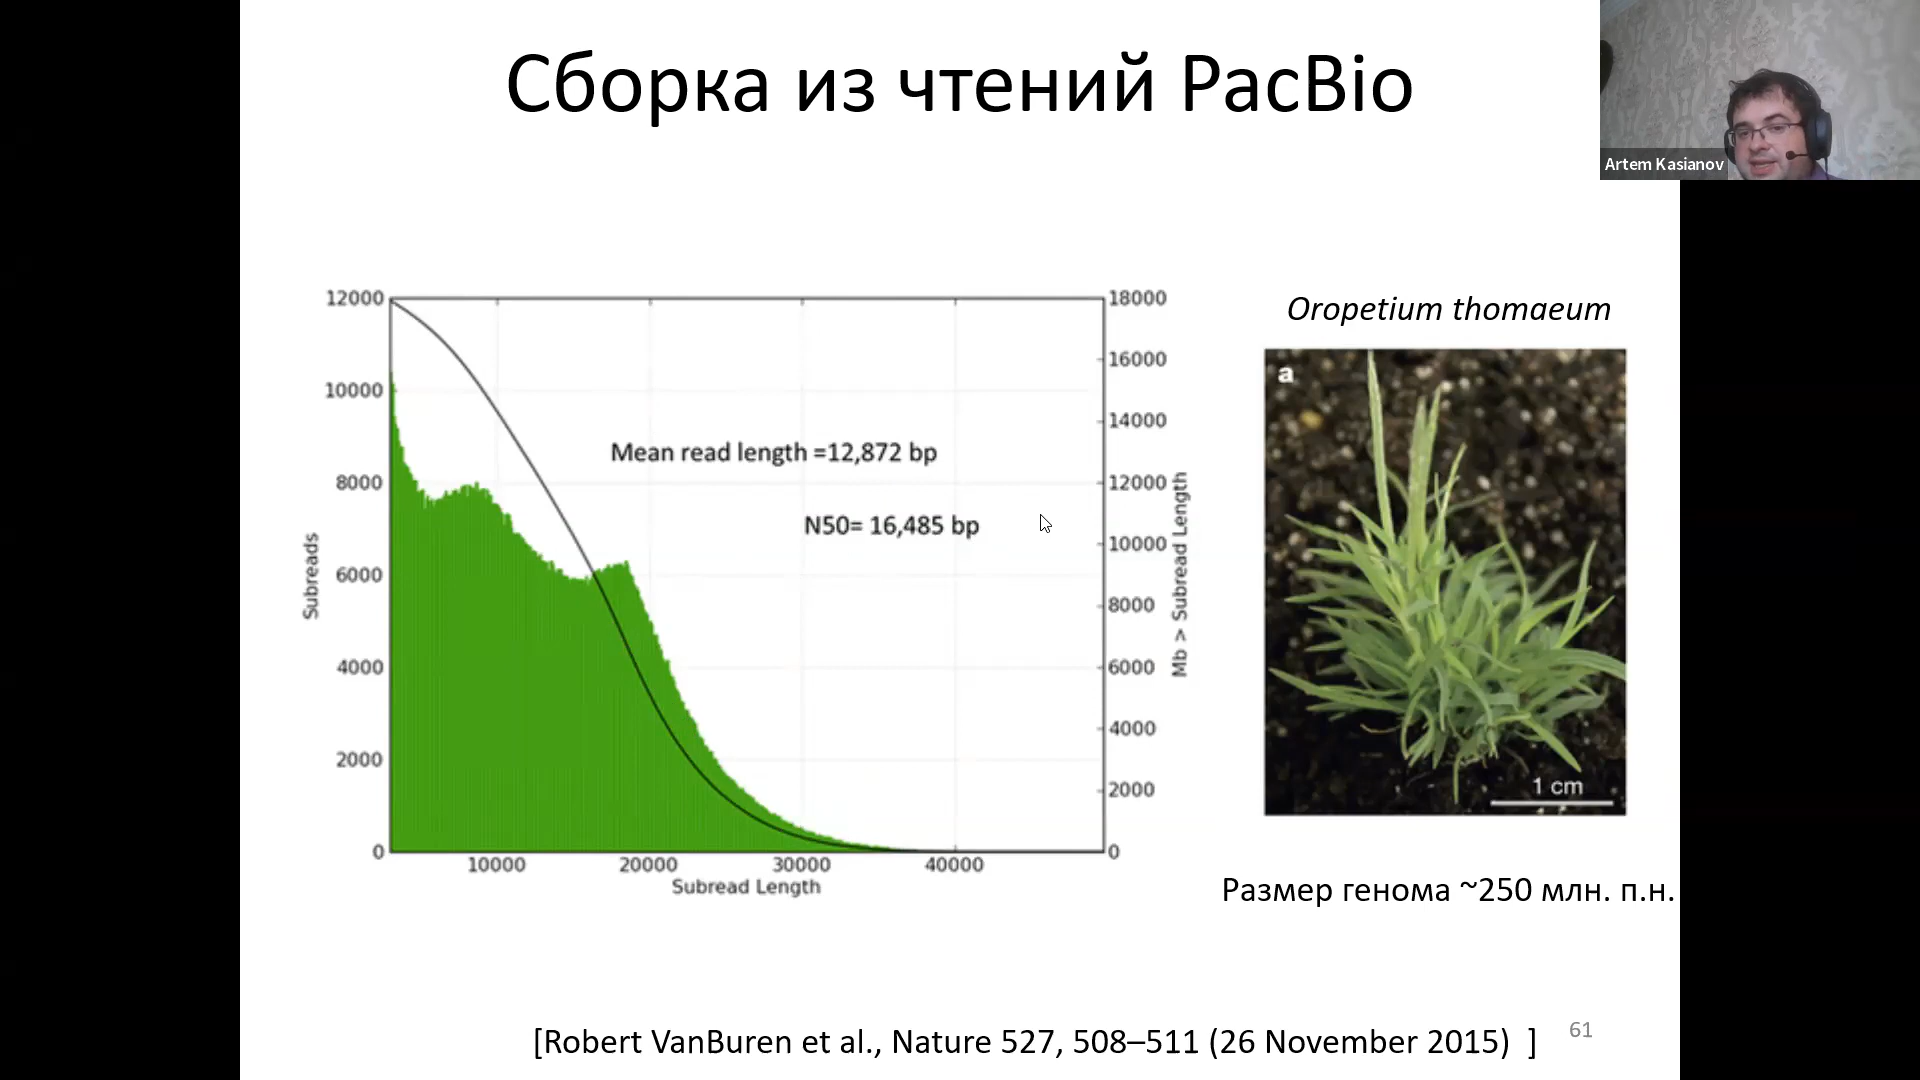 Сборка из чтений PacBio
Artem Kasianov
12000
10000
8000
6000
4000
2000
0
Subreads
18000
16000
14000
12000
10000
8000
6000
4000
2000
0
Mb > Subread Length
Mean read length =12,872 bp
N50= 16,485 bp
10000 20000 30000 40000
Subread Length
Oropetium thomaeum
a
1 cm
Размер генома ~250 млн. п.н.
[Robert VanBuren et al., Nature 527, 508–511 (26 November 2015) ]
61